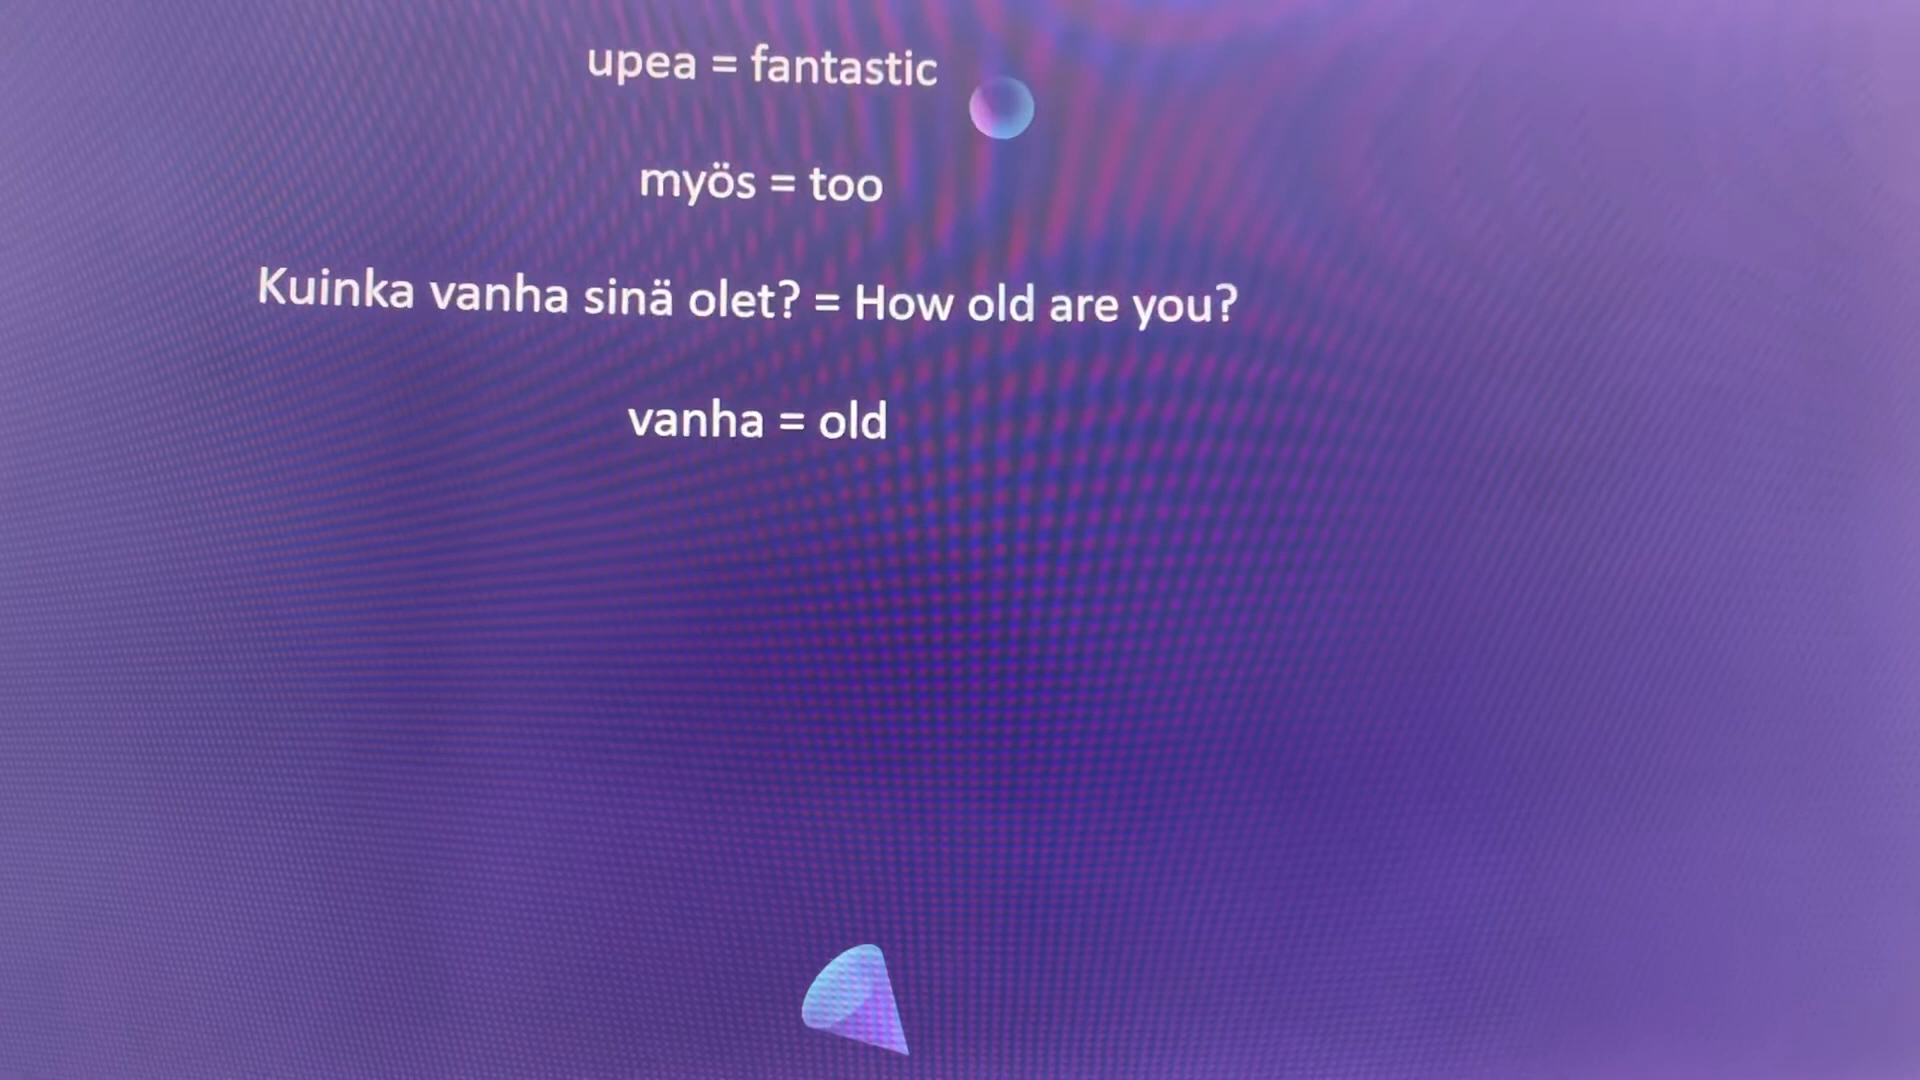 upea = fantastic
myös = too
Kuinka vanha sinä olet? = How old are you?
vanha = old